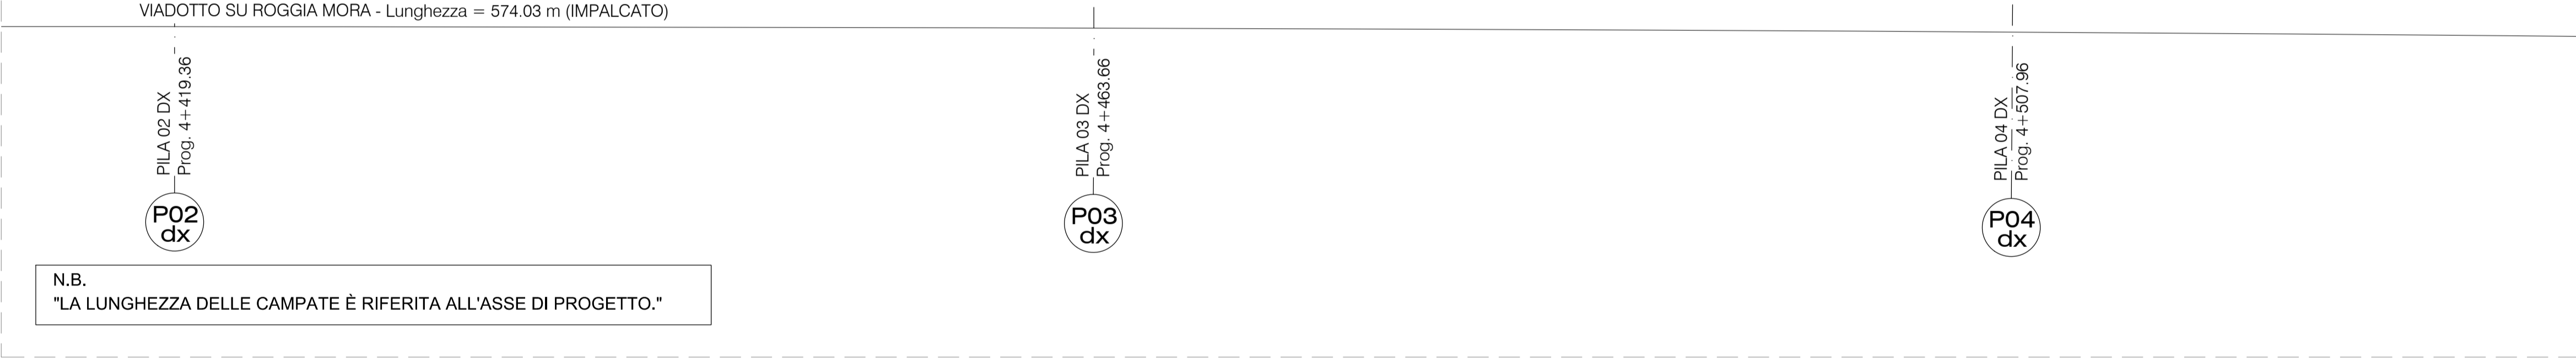 VIADOTTO SU ROGGIA MORA - Lunghezza = 574.03 m (IMPALCATO)
PILA 02 DX
Prog. 4+419.36
P02
dx
PILA 03 DX
Prog. 4+463.66
P03
dx
PILA 04 DX
Prog. 4+507.96
P04
dx
N.B.
"LA LUNGHEZZA DELLE CAMPATE È RIFERITA ALL'ASSE DI PROGETTO."